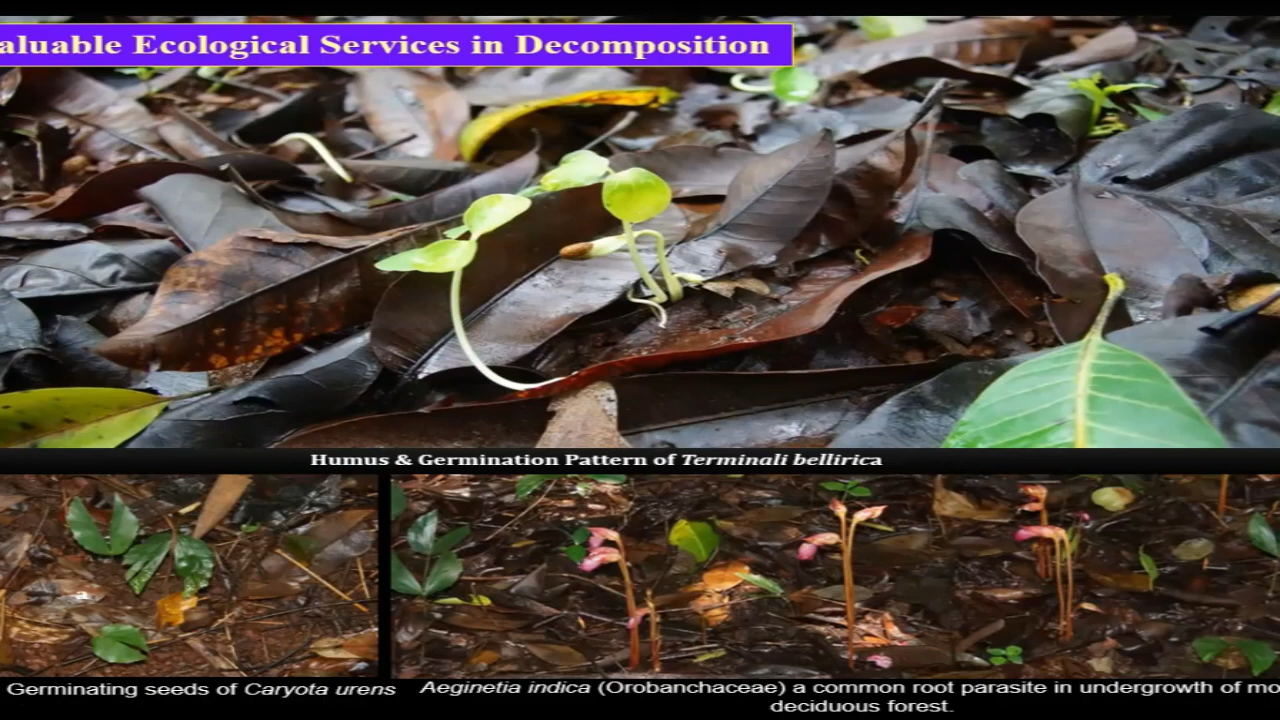 aluable Ecological Services in Decomposition
Humus & Germination Pattern of Terminali bellirica
Germinating seeds of Caryota urens
Aeginetia indica (Orobanchaceae) a common root parasite in undergrowth of mo
deciduous forest.